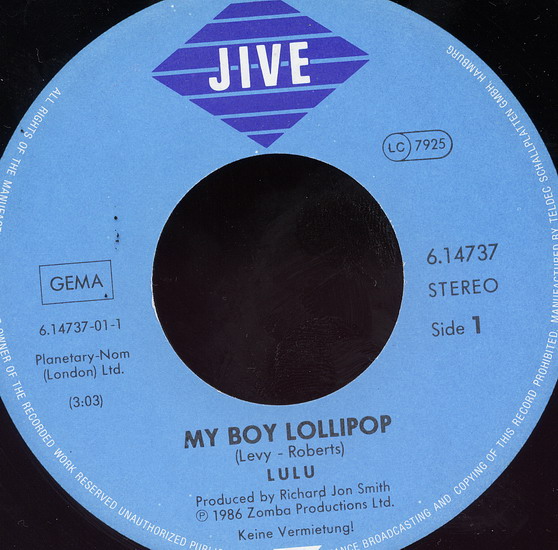 JIVE
LC 7925
GEMA
6.14737-01-1
Planetary-Nom
(London) Ltd.
(3:03)
6.14737
STEREO
Side 1
MY BOY LOLLIPOP
(Levy - Roberts)
LULU
Produced by Richard Jon Smith
℗ 1986 Zomba Productions Ltd.
Keine Vermietung!
ALL RIGHTS OF THE MANUFACT
OWNER OF THE RECORDED WORK RESERVED UNAUTHORIZED PUBLI
ANCE BROADCASTING AND COPYING OF THIS RECORD PROHIBITED. MANUFACTURED BY TELDEC SCHALLPLATTEN GMBH, HAMBURG